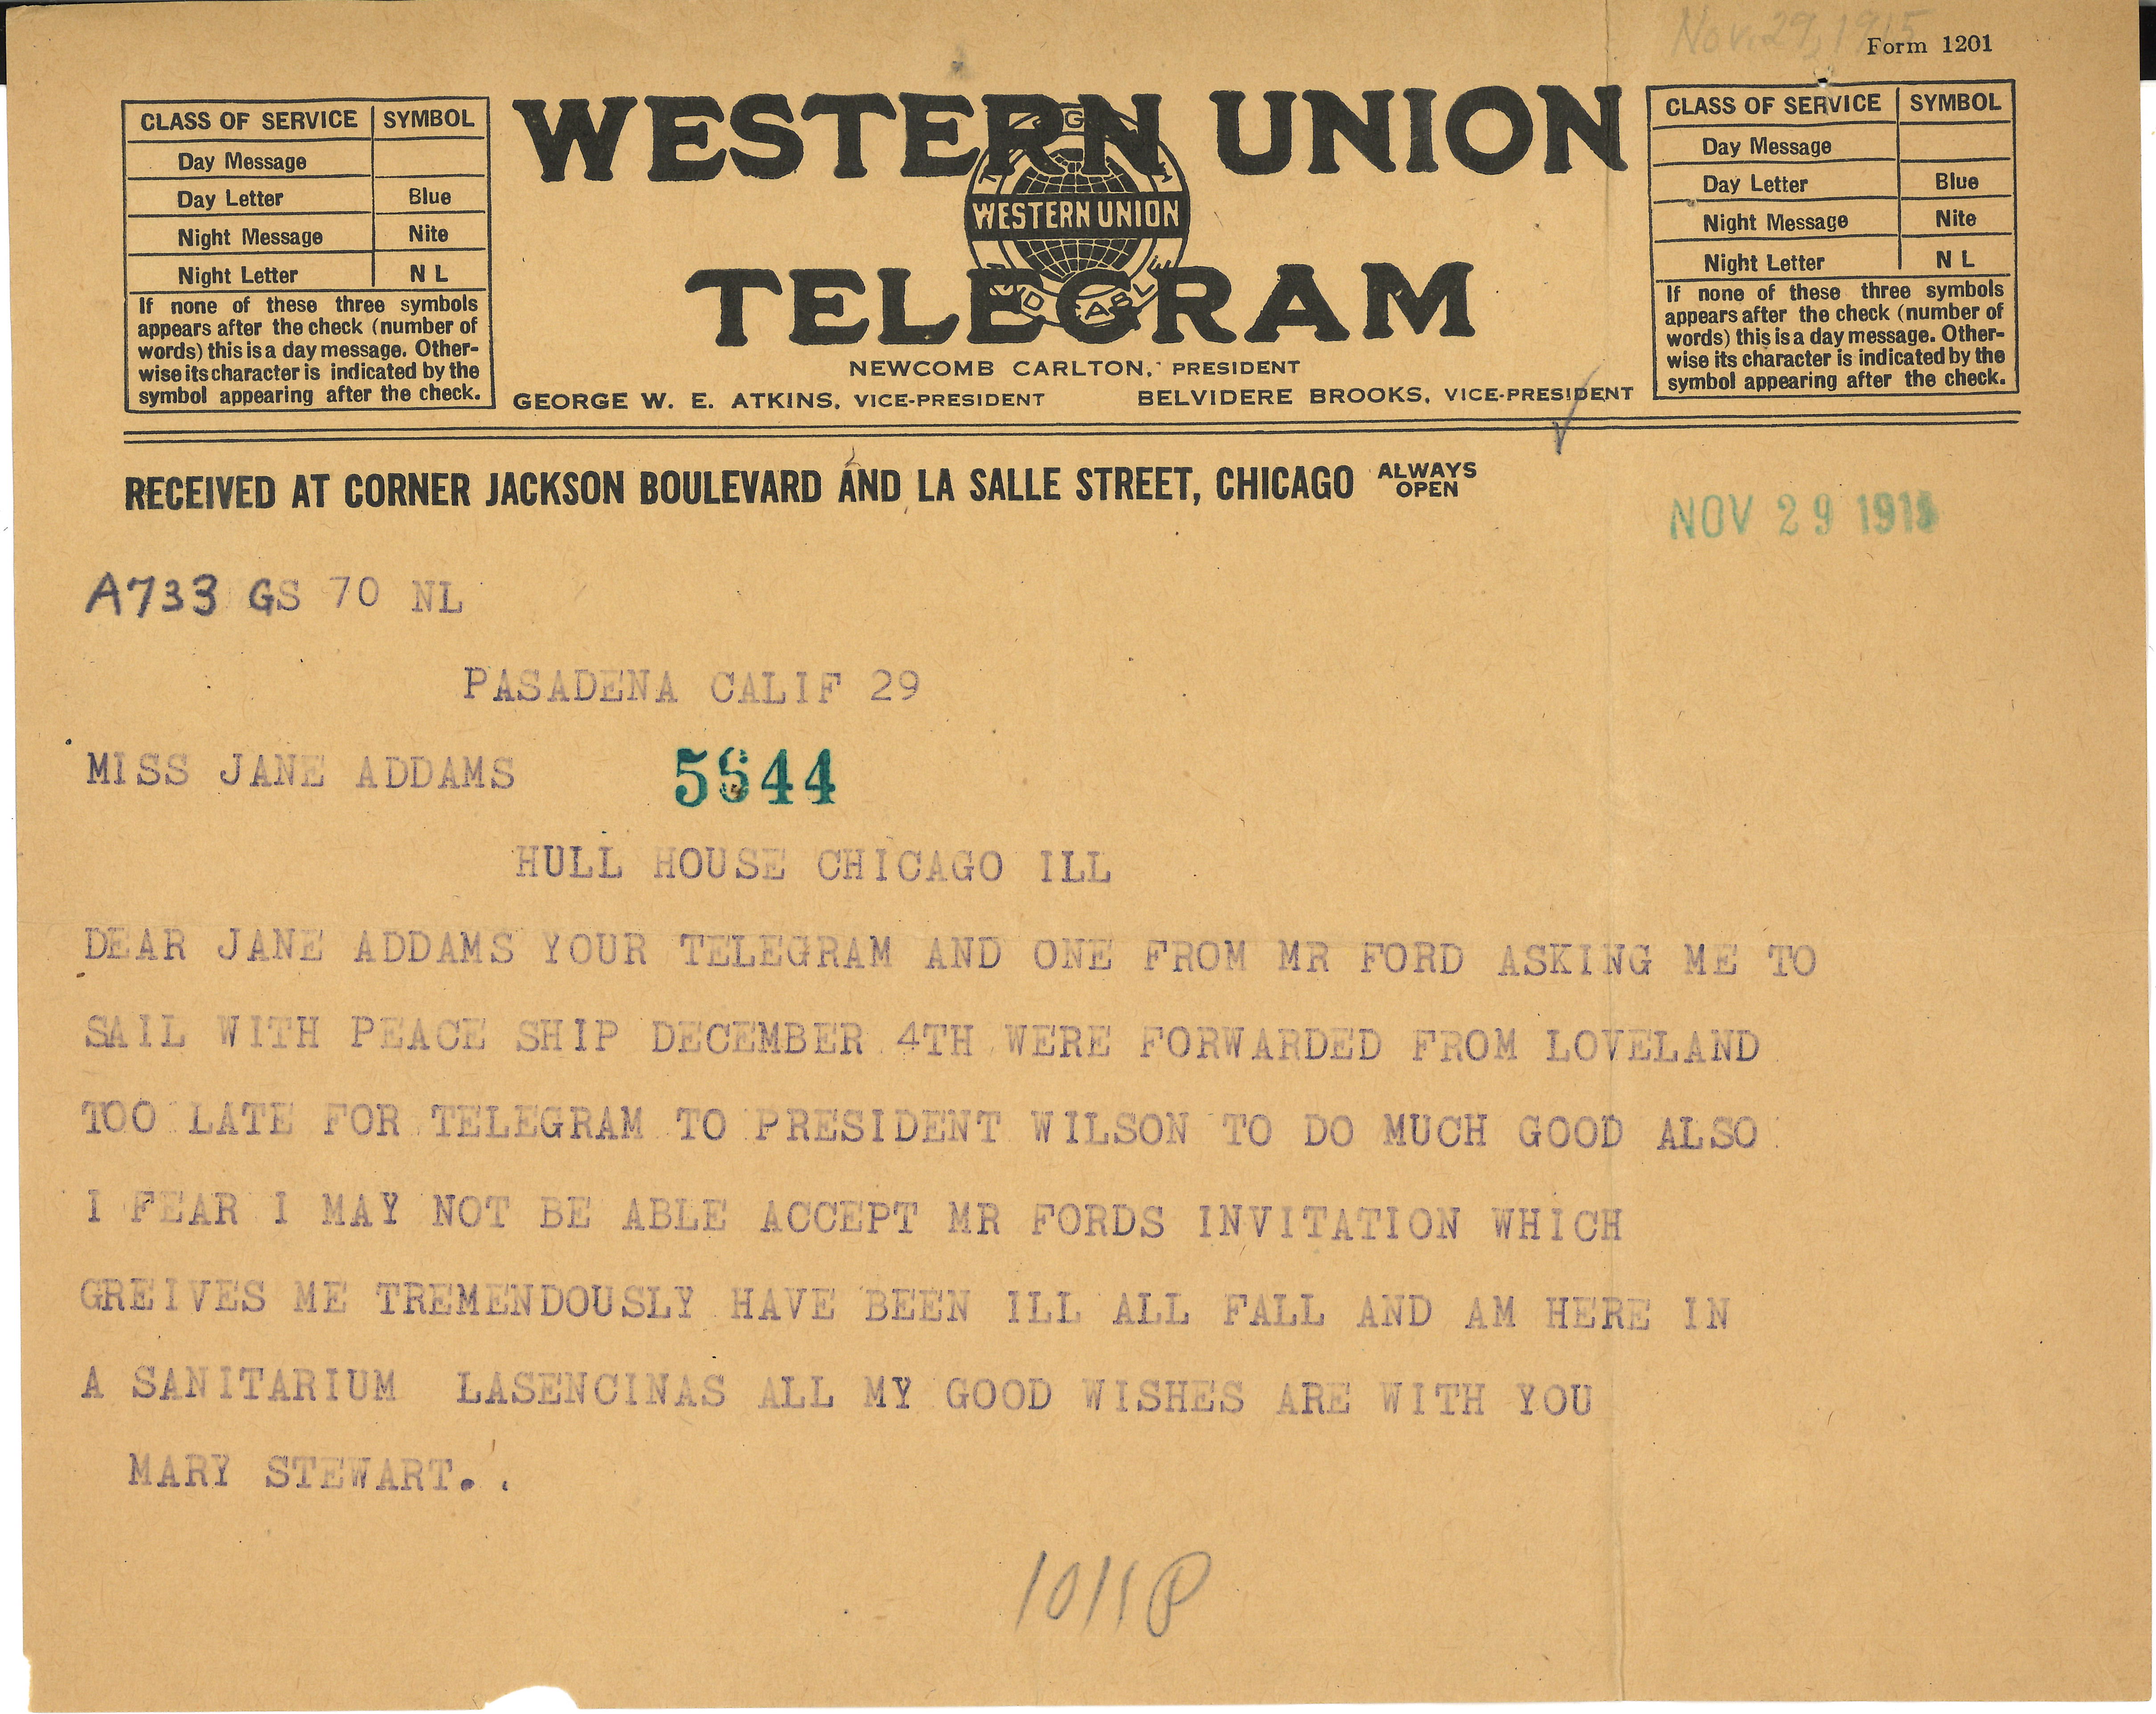 Nov. 29, 1915
Form 1201
CLASS OF SERVICE SYMBOL
Day Message
Day Letter Blue
Night Message Nite
Night Letter N L
If none of these three symbols
appears after the check (number of
words) this is a day message. Other-
wise its character is indicated by the
symbol appearing after the check.
WESTERN UNION
WESTERN UNION
TELEGRAM
NEWCOMB CARLTON, PRESIDENT
GEORGE W. E. ATKINS, VICE-PRESIDENT BELVIDERE BROOKS, VICE-PRESIDENT
CLASS OF SERVICE SYMBOL
Day Message
Day Letter Blue
Night Message Nite
Night Letter N L
If none of these three symbols
appears after the check (number of
words) this is a day message. Other-
wise its character is indicated by the
symbol appearing after the check.
RECEIVED AT CORNER JACKSON BOULEVARD AND LA SALLE STREET, CHICAGO ALWAYS OPEN
NOV 29 1915
A733 GS 70 NL
PASADENA CALIF 29
MISS JANE ADDAMS
HULL HOUSE CHICAGO ILL
DEAR JANE ADDAMS YOUR TELEGRAM AND ONE FROM MR FORD ASKING ME TO
SAIL WITH PEACE SHIP DECEMBER 4TH WERE FORWARDED FROM LOVELAND
TOO LATE FOR TELEGRAM TO PRESIDENT WILSON TO DO MUCH GOOD ALSO
I FEAR I MAY NOT BE ABLE ACCEPT MR FORDS INVITATION WHICH
GREIVES ME TREMENDOUSLY HAVE BEEN ILL ALL FALL AND AM HERE IN
A SANITARIUM LASENCINAS ALL MY GOOD WISHES ARE WITH YOU
MARY STEWART..
1011P